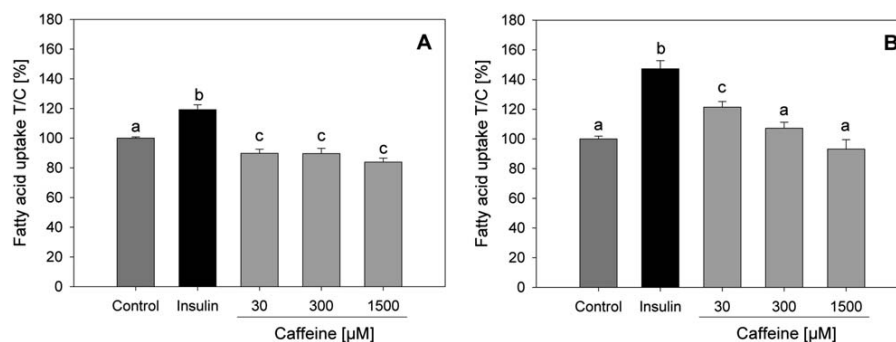 A
Fatty acid uptake T/C [%]
180
160
140
120
100
80
60
40
20
0
a
b
c
c
c
Control
Insulin
30
300
1500
Caffeine [µM]
B
Fatty acid uptake T/C [%]
180
160
140
120
100
80
60
40
20
0
a
b
c
a
a
Control
Insulin
30
300
1500
Caffeine [µM]